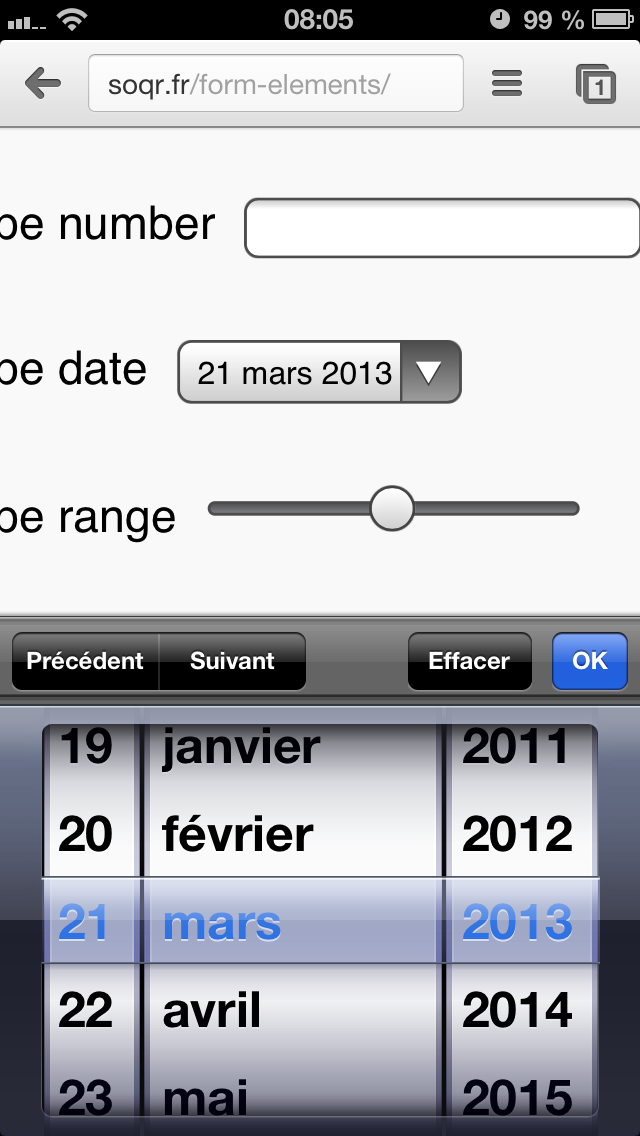 08:05 99 %
soqr.fr/form-elements/ 1
pe number
pe date 21 mars 2013
pe range
Précédent Suivant Effacer OK
19 janvier 2011
20 février 2012
21 mars 2013
22 avril 2014
23 mai 2015